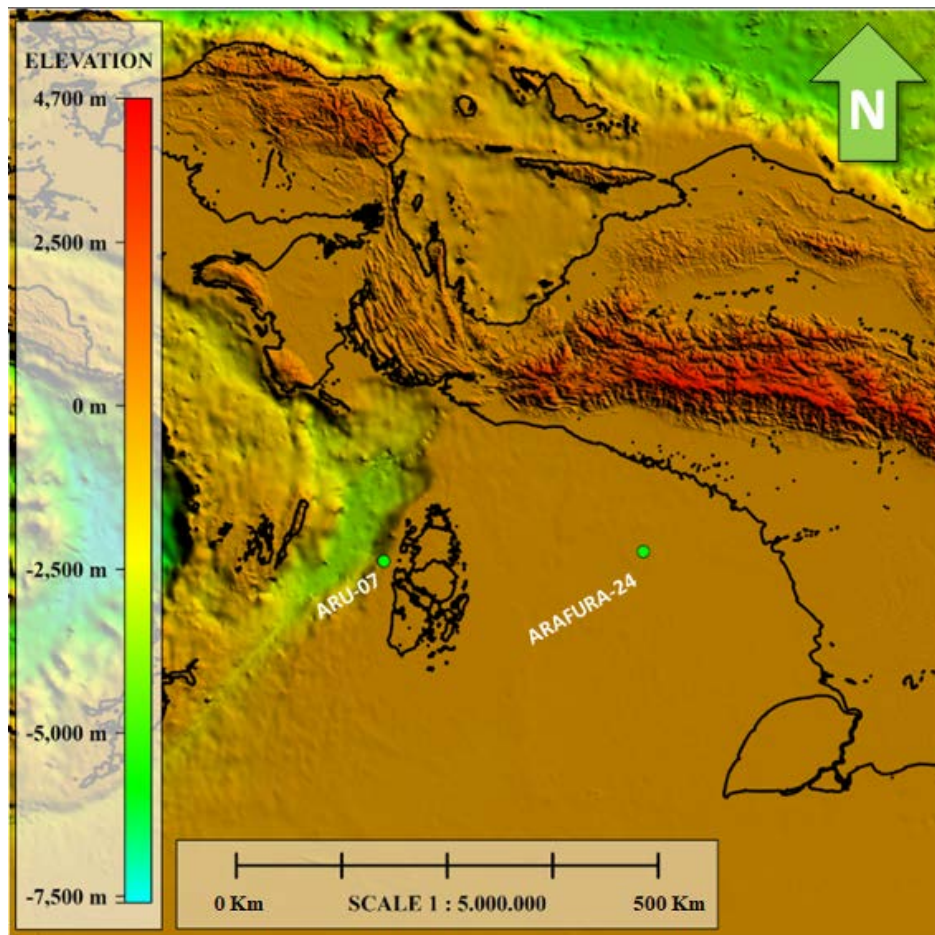 ELEVATION
4,700 m
2,500 m
0 m
-2,500 m
-5,000 m
-7,500 m
N
ARU-07
ARAFURA-24
0 Km
SCALE 1 : 5.000.000
500 Km